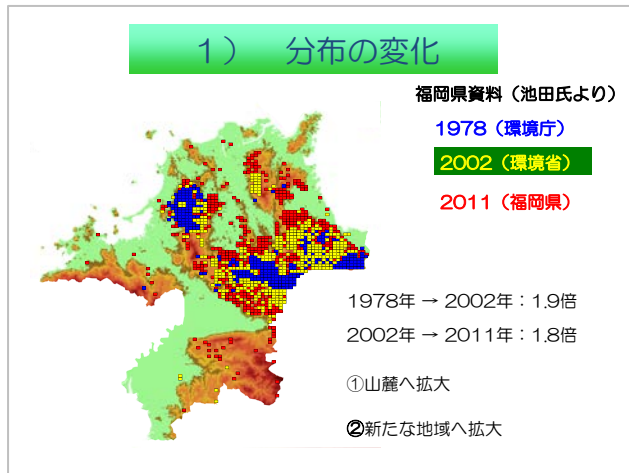 １）　分布の変化
福岡県資料（池田氏より）
1978（環境庁）
2002（環境省）
2011（福岡県）
1978年 → 2002年：1.9倍
2002年 → 2011年：1.8倍
①山麓へ拡大
②新たな地域へ拡大